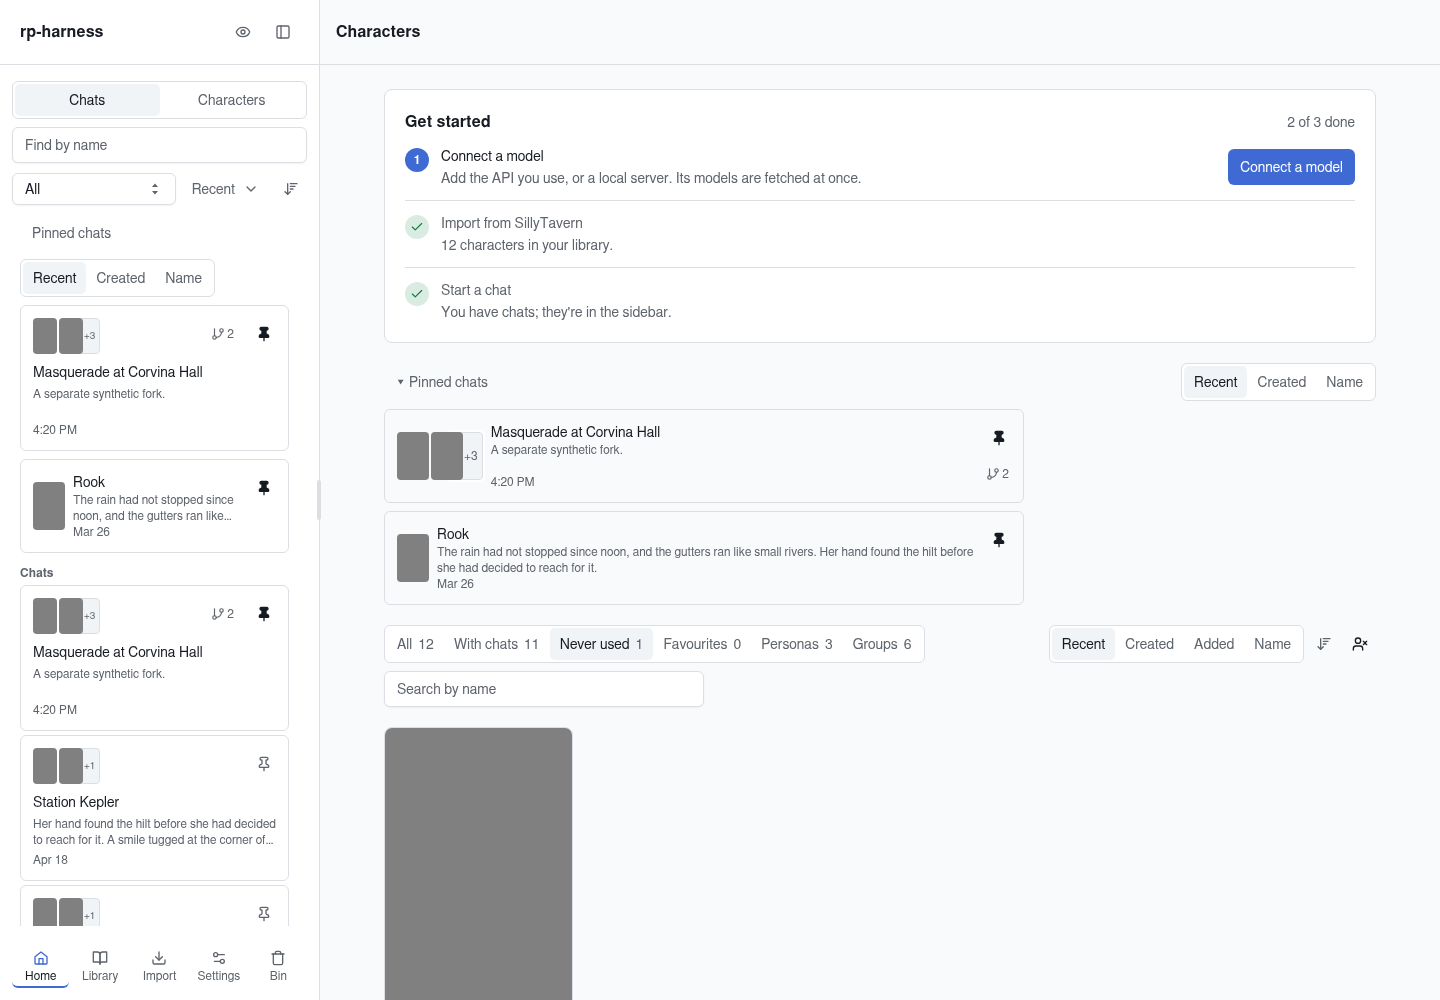 rp-harness
Chats
Characters
Find by name
All
Recent
Pinned chats
Recent
Created
Name
+3
2
Masquerade at Corvina Hall
A separate synthetic fork.
4:20 PM
Rook
The rain had not stopped since
noon, and the gutters ran like…
Mar 26
Chats
+3
2
Masquerade at Corvina Hall
A separate synthetic fork.
4:20 PM
+1
Station Kepler
Her hand found the hilt before she had decided
to reach for it. A smile tugged at the corner of…
Apr 18
+1
Home
Library
Import
Settings
Bin
Characters
Get started
2 of 3 done
1
Connect a model
Add the API you use, or a local server. Its models are fetched at once.
Connect a model
Import from SillyTavern
12 characters in your library.
Start a chat
You have chats; they're in the sidebar.
Pinned chats
Recent
Created
Name
+3
Masquerade at Corvina Hall
A separate synthetic fork.
4:20 PM
2
Rook
The rain had not stopped since noon, and the gutters ran like small rivers. Her hand found the hilt before
she had decided to reach for it.
Mar 26
All 12
With chats 11
Never used 1
Favourites 0
Personas 3
Groups 6
Recent
Created
Added
Name
Search by name